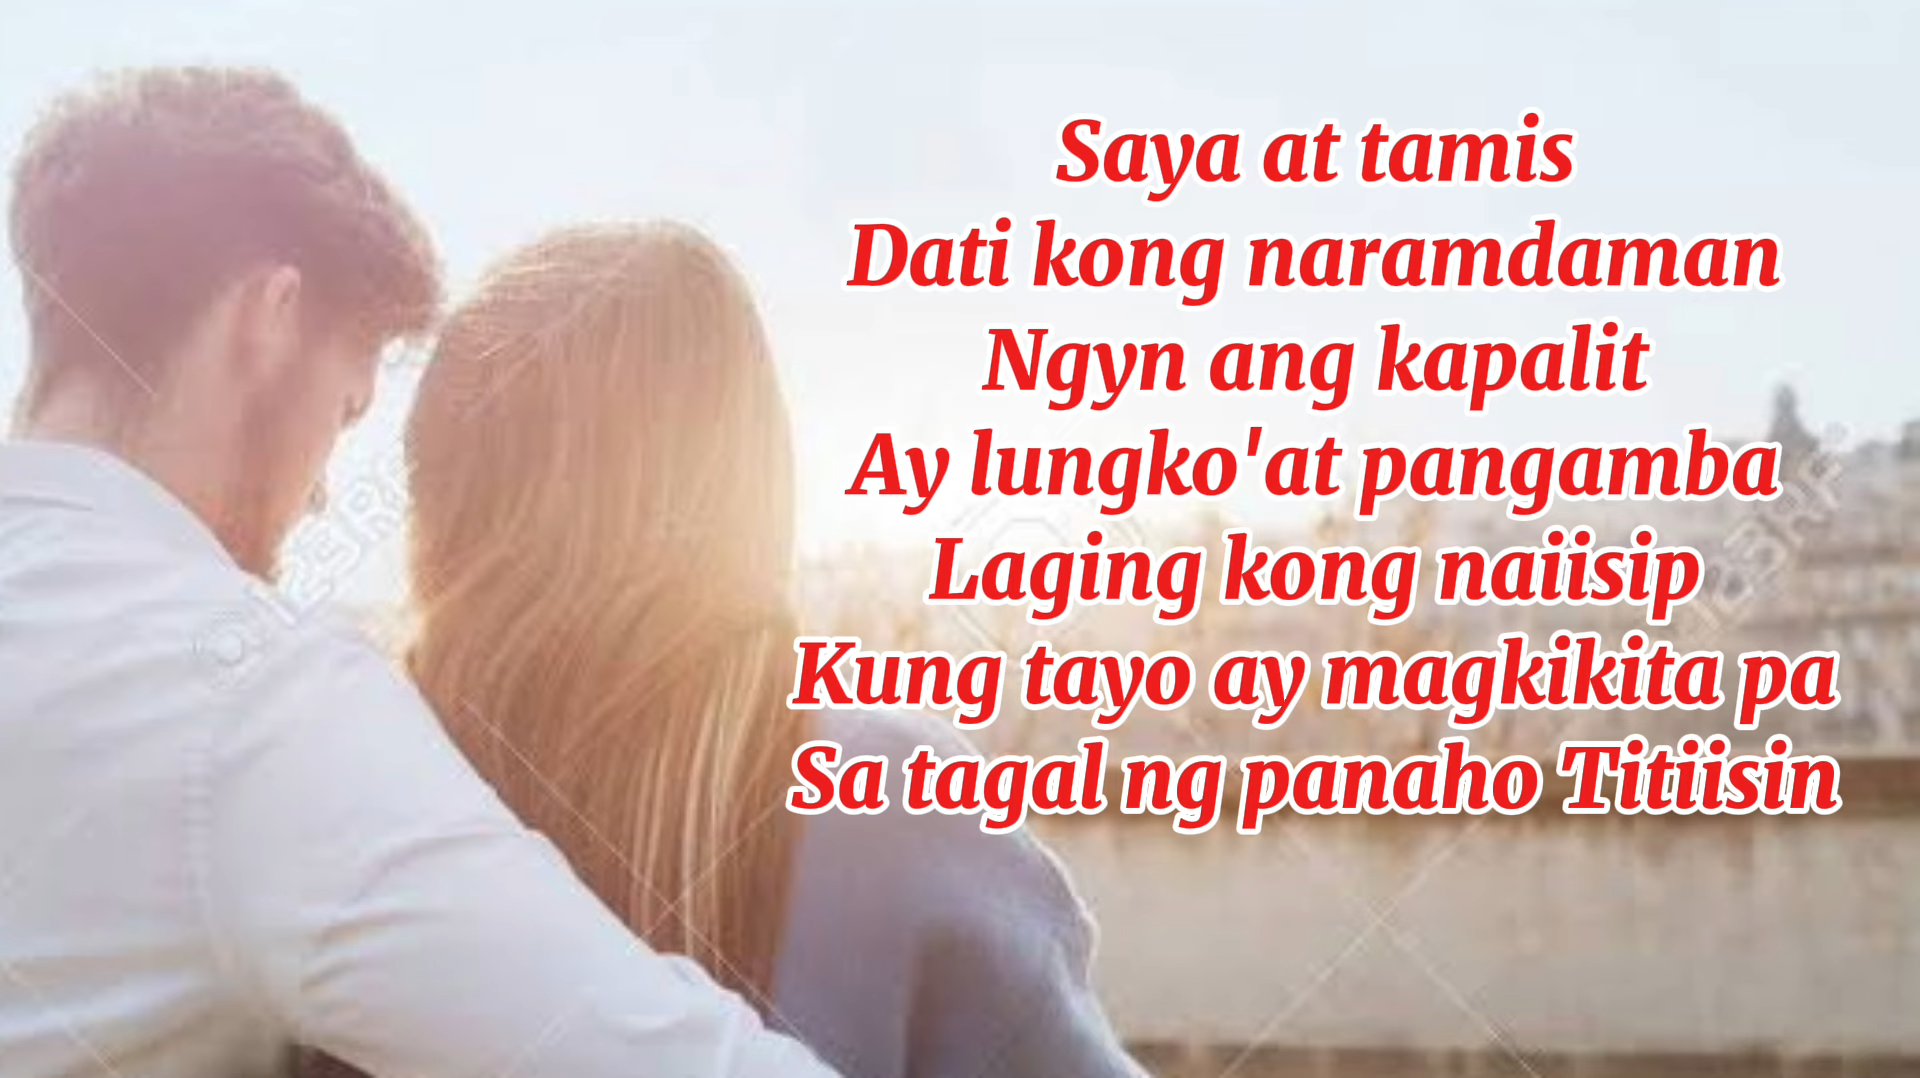 Saya at tamis
Dati kong naramdaman
Ngyn ang kapalit
Ay lungko'at pangamba
Laging kong naiisip
Kung tayo ay magkikita pa
Sa tagal ng panaho Titiisin